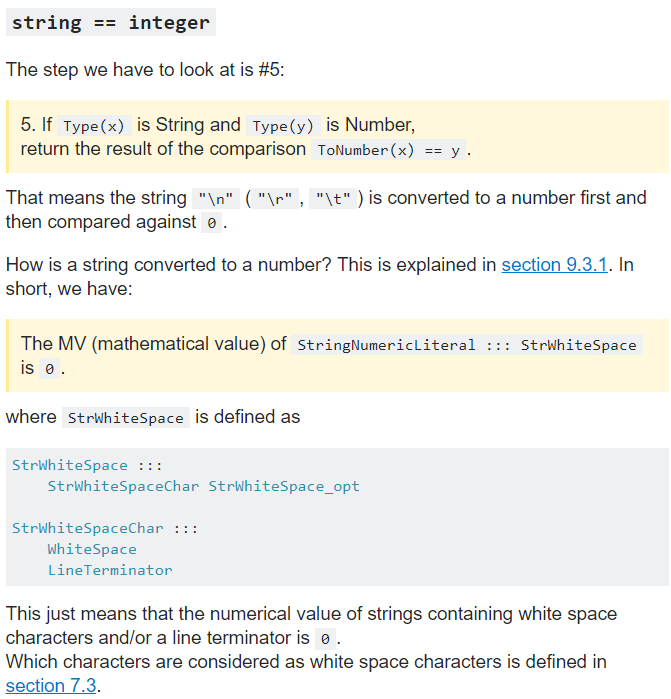 string == integer
The step we have to look at is #5:
5. If Type(x) is String and Type(y) is Number,
return the result of the comparison ToNumber(x) == y .
That means the string "\n" ( "\r" , "\t" ) is converted to a number first and
then compared against 0 .
How is a string converted to a number? This is explained in section 9.3.1. In
short, we have:
The MV (mathematical value) of StringNumericLiteral ::: StrWhiteSpace
is 0 .
where StrWhiteSpace is defined as
StrWhiteSpace :::
    StrWhiteSpaceChar StrWhiteSpace_opt

StrWhiteSpaceChar :::
    WhiteSpace
    LineTerminator
This just means that the numerical value of strings containing white space
characters and/or a line terminator is 0 .
Which characters are considered as white space characters is defined in
section 7.3.